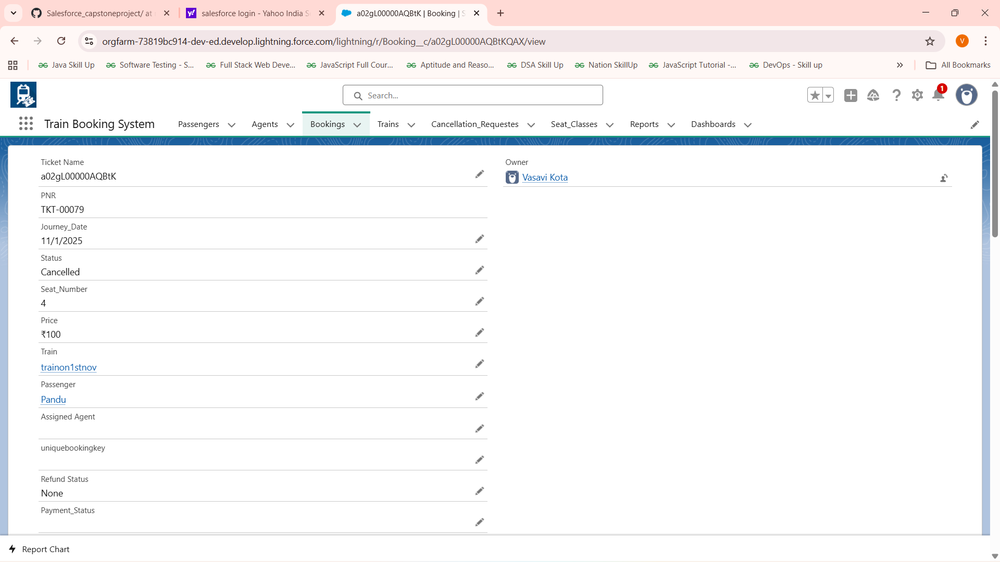 Salesforce_capstoneproject/ at
salesforce login - Yahoo India S
a02gL00000AQBtK | Booking | S
orgfarm-73819bc914-dev-ed.develop.lightning.force.com/lightning/r/Booking__c/a02gL00000AQBtKQAX/view
V
Java Skill Up
Software Testing - S...
Full Stack Web Deve...
JavaScript Full Cour...
Aptitude and Reaso...
DSA Skill Up
Nation SkillUp
JavaScript Tutorial -...
DevOps - Skill up
All Bookmarks
Search...
1
Train Booking System
Passengers
Agents
Bookings
Trains
Cancellation_Requestes
Seat_Classes
Reports
Dashboards
Ticket Name
a02gL00000AQBtK
Owner
Vasavi Kota
PNR
TKT-00079
Journey_Date
11/1/2025
Status
Cancelled
Seat_Number
4
Price
₹100
Train
trainon1stnov
Passenger
Pandu
Assigned Agent
uniquebookingkey
Refund Status
None
Payment_Status
Report Chart